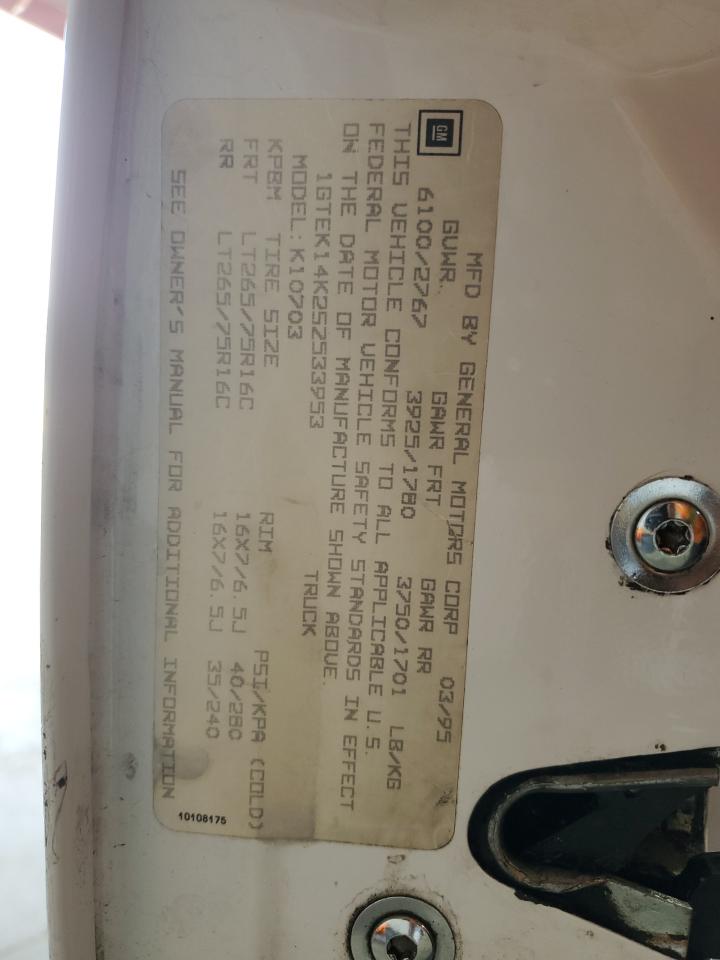 GM
MFD BY GENERAL MOTORS CORP 03/95
GVWR GAWR FRT GAWR RR
6100/2767 3925/1780 3750/1701 LB/KG
THIS VEHICLE CONFORMS TO ALL APPLICABLE U.S.
FEDERAL MOTOR VEHICLE SAFETY STANDARDS IN EFFECT
ON THE DATE OF MANUFACTURE SHOWN ABOVE.
1GTEK14K2SZ533953 TRUCK
MODEL: K10703
KPBM TIRE SIZE RIM PSI/KPA (COLD)
FRT LT265/75R16C 16X7/6.5J 40/280
RR LT265/75R16C 16X7/6.5J 35/240
SEE OWNER'S MANUAL FOR ADDITIONAL INFORMATION
10108175